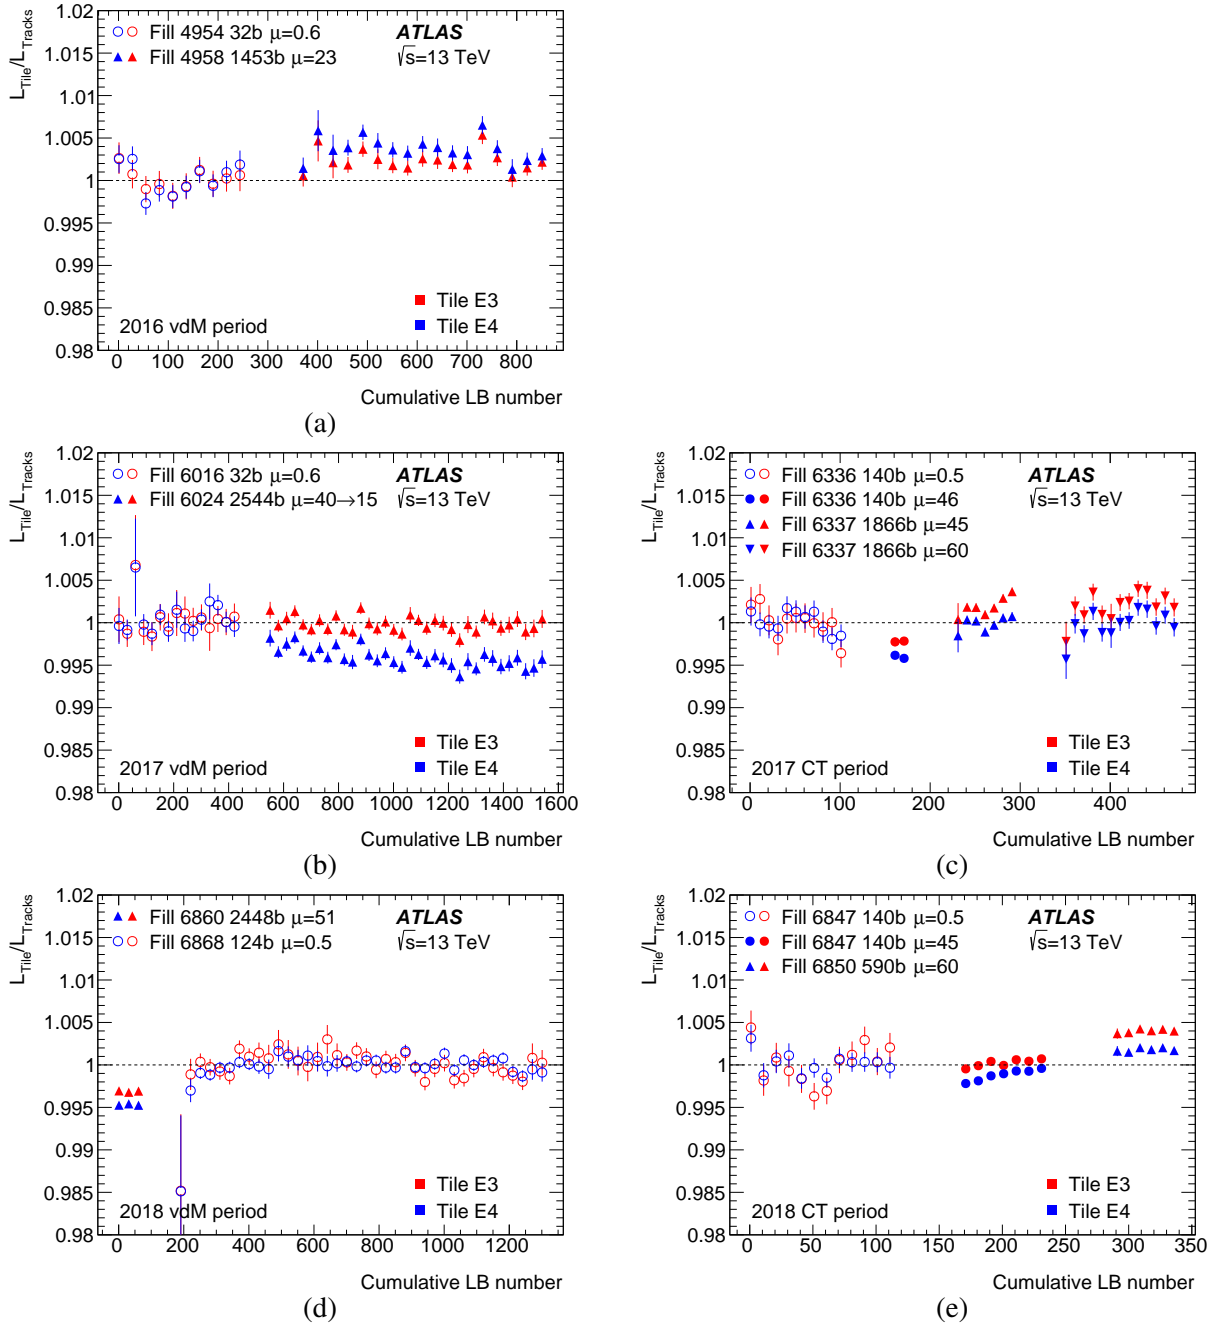 L_Tile/L_Tracks
1.02
1.015
1.01
1.005
1
0.995
0.99
0.985
0.98
Fill 4954 32b μ=0.6
Fill 4958 1453b μ=23
ATLAS
√s=13 TeV
Tile E3
Tile E4
2016 vdM period
0 100 200 300 400 500 600 700 800
Cumulative LB number
(a)
L_Tile/L_Tracks
1.02
1.015
1.01
1.005
1
0.995
0.99
0.985
0.98
Fill 6016 32b μ=0.6
Fill 6024 2544b μ=40→15
ATLAS
√s=13 TeV
Tile E3
Tile E4
2017 vdM period
0 200 400 600 800 1000 1200 1400 1600
Cumulative LB number
(b)
L_Tile/L_Tracks
1.02
1.015
1.01
1.005
1
0.995
0.99
0.985
0.98
Fill 6336 140b μ=0.5
Fill 6336 140b μ=46
Fill 6337 1866b μ=45
Fill 6337 1866b μ=60
ATLAS
√s=13 TeV
Tile E3
Tile E4
2017 CT period
0 100 200 300 400
Cumulative LB number
(c)
L_Tile/L_Tracks
1.02
1.015
1.01
1.005
1
0.995
0.99
0.985
0.98
Fill 6860 2448b μ=51
Fill 6868 124b μ=0.5
ATLAS
√s=13 TeV
Tile E3
Tile E4
2018 vdM period
0 200 400 600 800 1000 1200
Cumulative LB number
(d)
L_Tile/L_Tracks
1.02
1.015
1.01
1.005
1
0.995
0.99
0.985
0.98
Fill 6847 140b μ=0.5
Fill 6847 140b μ=45
Fill 6850 590b μ=60
ATLAS
√s=13 TeV
Tile E3
Tile E4
2018 CT period
0 50 100 150 200 250 300 350
Cumulative LB number
(e)